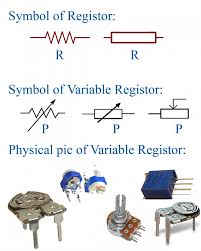 Symbol of Registor:
R R
Symbol of Variable Registor:
P P P
Physical pic of Variable Registor: